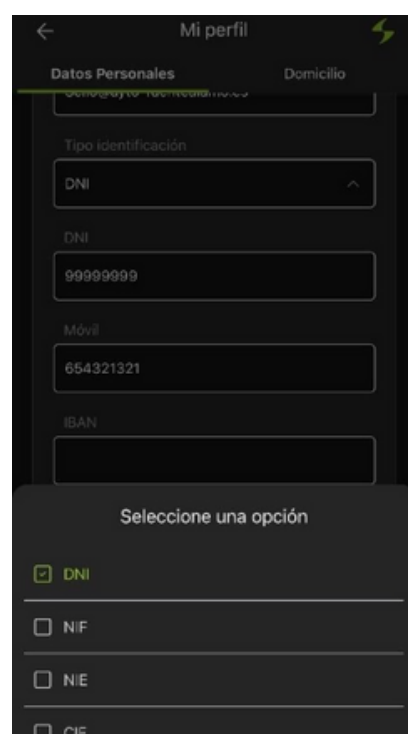 Mi perfil
Datos Personales Domicilio
Tipo identificación
DNI
DNI
99999999
Móvil
654321321
IBAN
Seleccione una opción
DNI
NIF
NIE
CIF